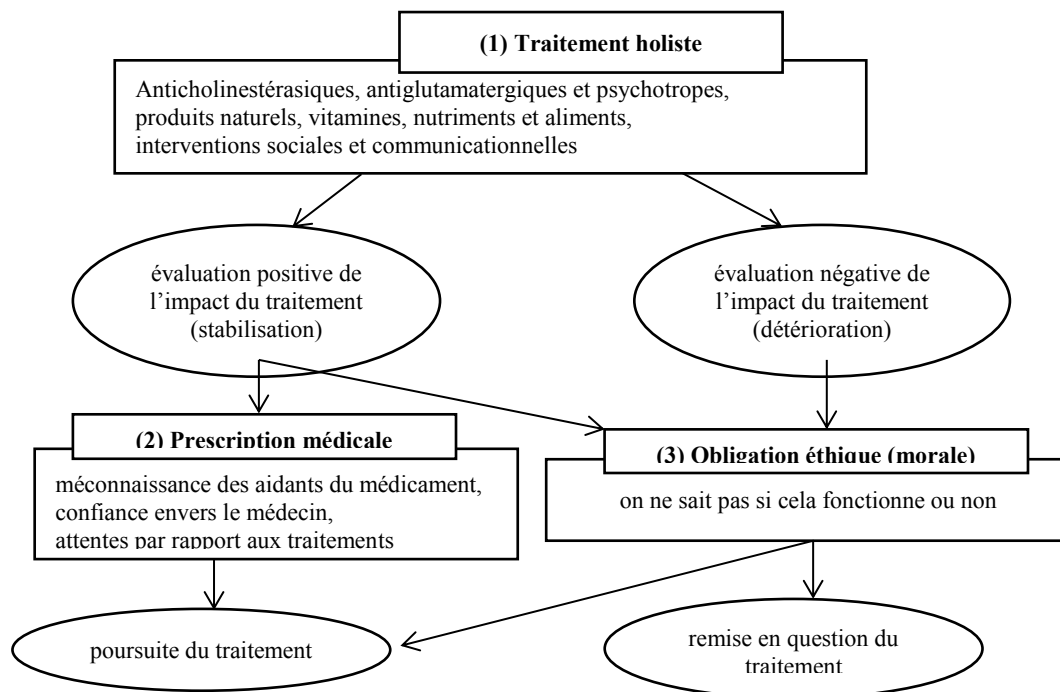 (1) Traitement holiste
Anticholinestérasiques, antiglutamatergiques et psychotropes,
produits naturels, vitamines, nutriments et aliments,
interventions sociales et communicationnelles
évaluation positive de
l’impact du traitement
(stabilisation)
évaluation négative de
l’impact du traitement
(détérioration)
(2) Prescription médicale
méconnaissance des aidants du médicament,
confiance envers le médecin,
attentes par rapport aux traitements
(3) Obligation éthique (morale)
on ne sait pas si cela fonctionne ou non
poursuite du traitement
remise en question du
traitement